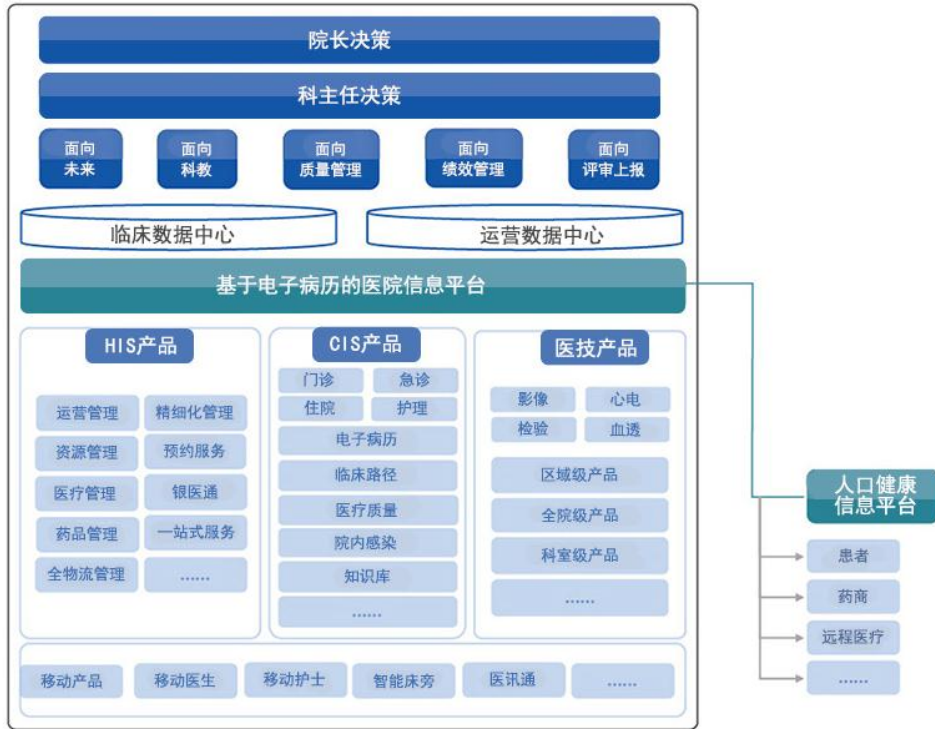 院长决策
科主任决策
面向
未来
面向
科教
面向
质量管理
面向
绩效管理
面向
评审上报
临床数据中心
运营数据中心
基于电子病历的医院信息平台
HIS产品
运营管理
精细化管理
资源管理
预约服务
医疗管理
银医通
药品管理
一站式服务
全物流管理
......
CIS产品
门诊
急诊
住院
护理
电子病历
临床路径
医疗质量
院内感染
知识库
......
医技产品
影像
心电
检验
血透
区域级产品
全院级产品
科室级产品
......
移动产品
移动医生
移动护士
智能床旁
医讯通
......
人口健康
信息平台
患者
药商
远程医疗
......